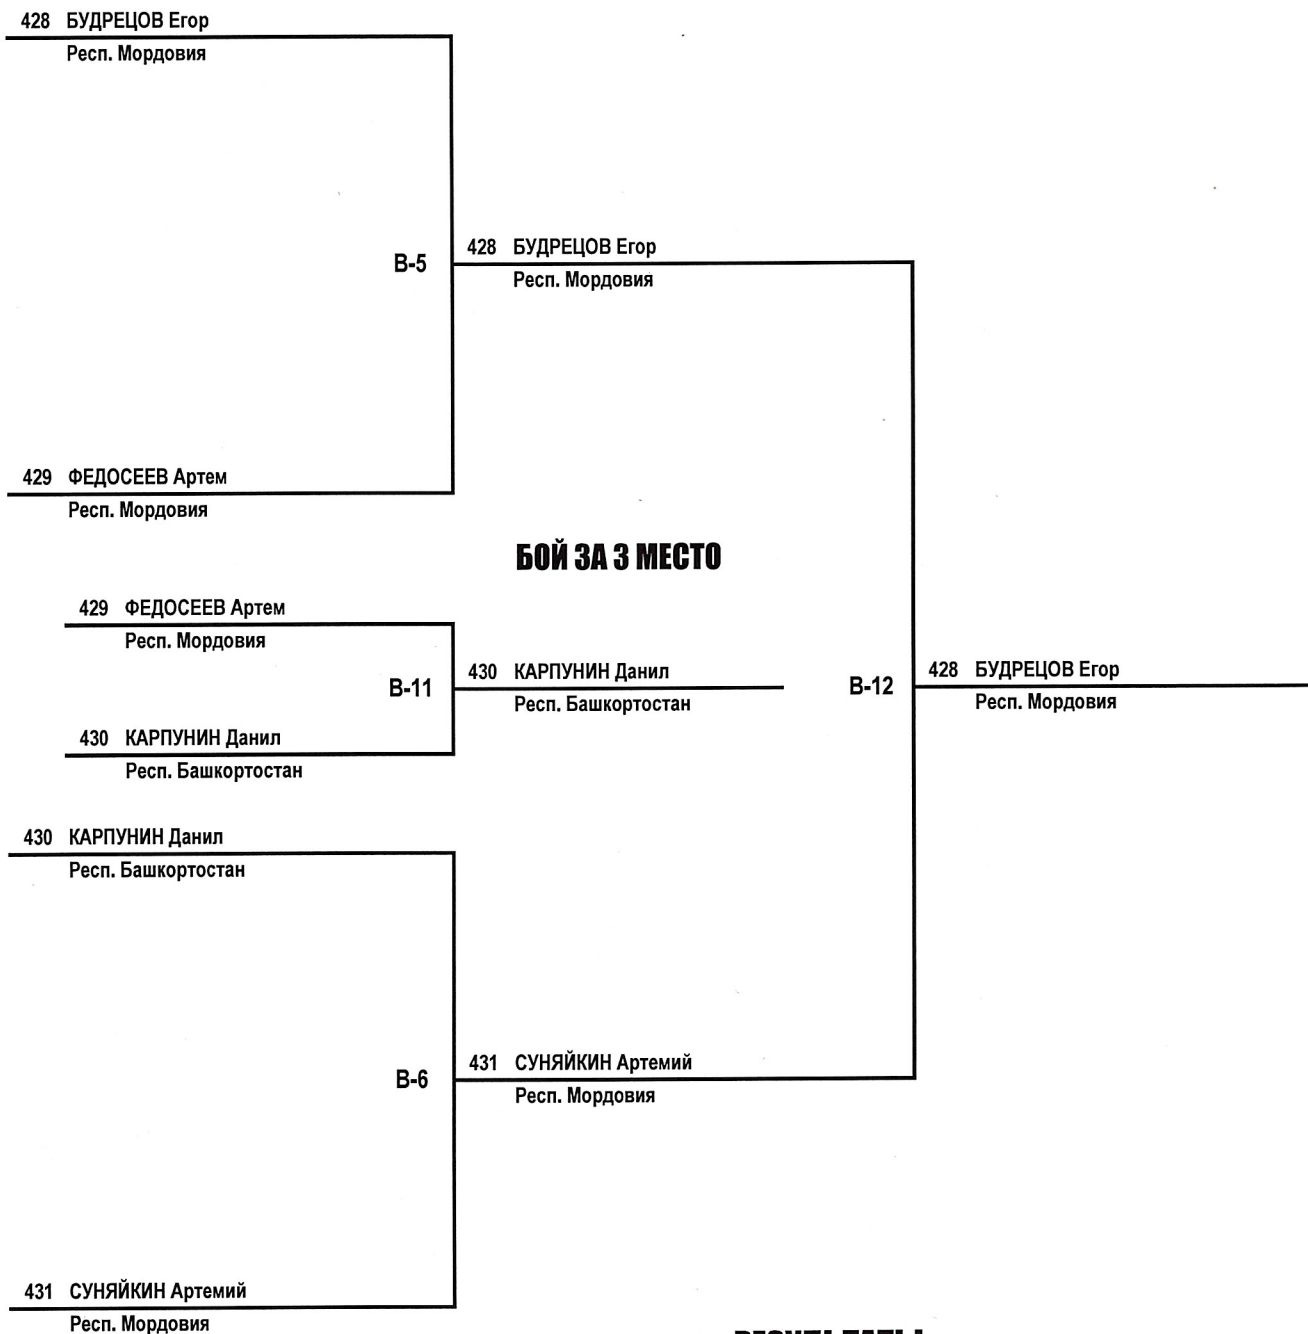 428 БУДРЕЦОВ Егор
Респ. Мордовия
В-5
428 БУДРЕЦОВ Егор
Респ. Мордовия
429 ФЕДОСЕЕВ Артем
Респ. Мордовия
БОЙ ЗА 3 МЕСТО
429 ФЕДОСЕЕВ Артем
Респ. Мордовия
В-11
430 КАРПУНИН Данил
Респ. Башкортостан
В-12
428 БУДРЕЦОВ Егор
Респ. Мордовия
430 КАРПУНИН Данил
Респ. Башкортостан
430 КАРПУНИН Данил
Респ. Башкортостан
В-6
431 СУНЯЙКИН Артемий
Респ. Мордовия
431 СУНЯЙКИН Артемий
Респ. Мордовия